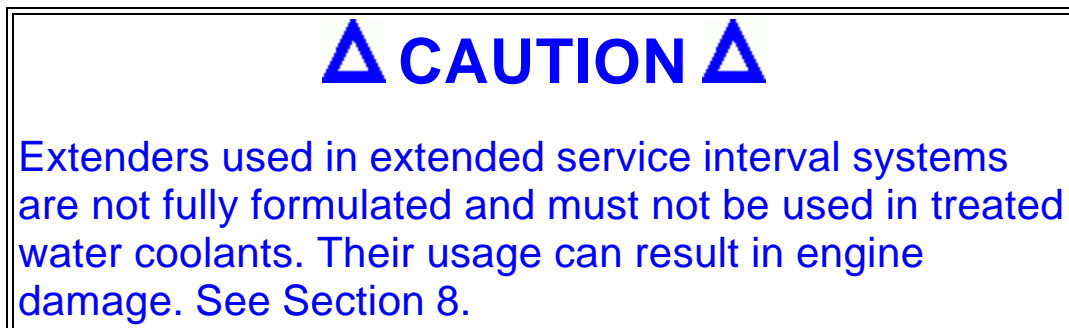 CAUTION
Extenders used in extended service interval systems
are not fully formulated and must not be used in treated
water coolants. Their usage can result in engine
damage. See Section 8.